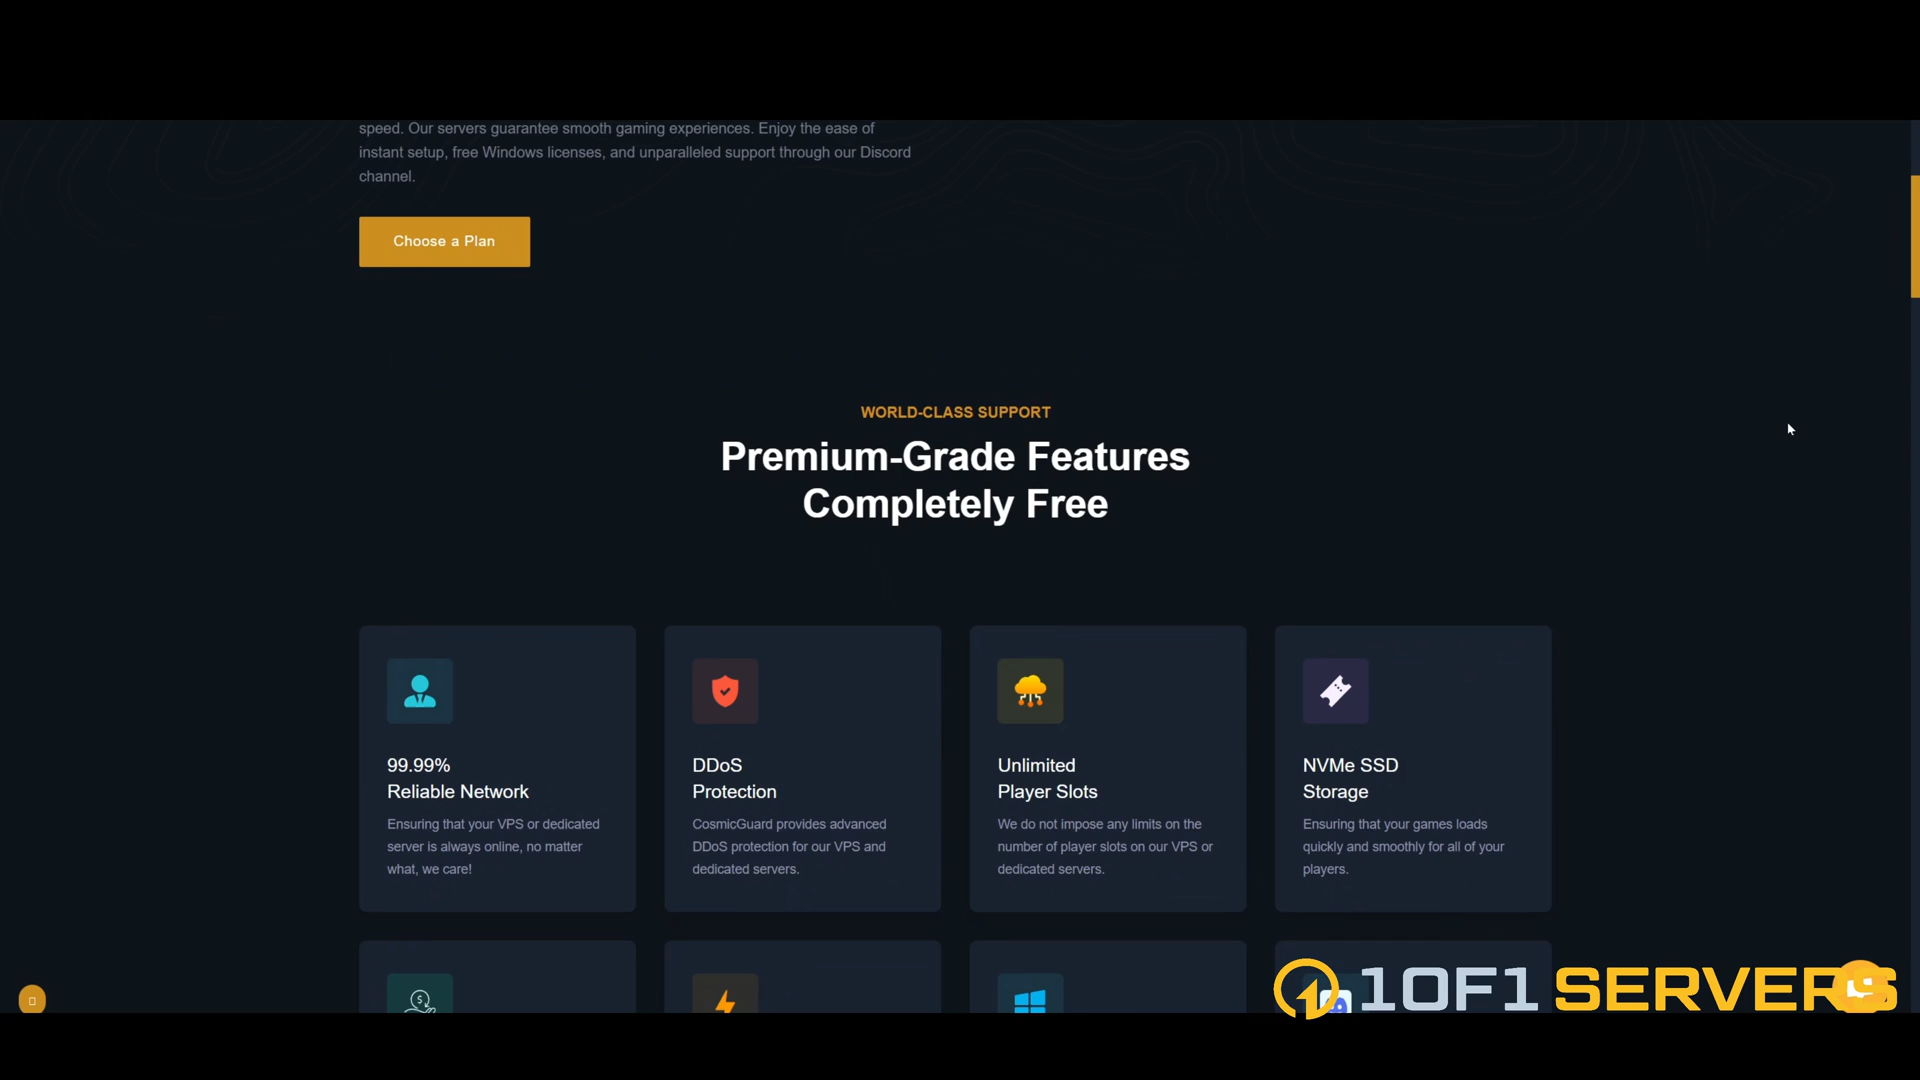 speed. Our servers guarantee smooth gaming experiences. Enjoy the ease of
instant setup, free Windows licenses, and unparalleled support through our Discord
channel.
Choose a Plan
WORLD-CLASS SUPPORT
Premium-Grade Features
Completely Free
99.99%
Reliable Network
Ensuring that your VPS or dedicated
server is always online, no matter
what, we care!
DDoS
Protection
CosmicGuard provides advanced
DDoS protection for our VPS and
dedicated servers.
Unlimited
Player Slots
We do not impose any limits on the
number of player slots on our VPS or
dedicated servers.
NVMe SSD
Storage
Ensuring that your games loads
quickly and smoothly for all of your
players.
1OF1 SERVERS